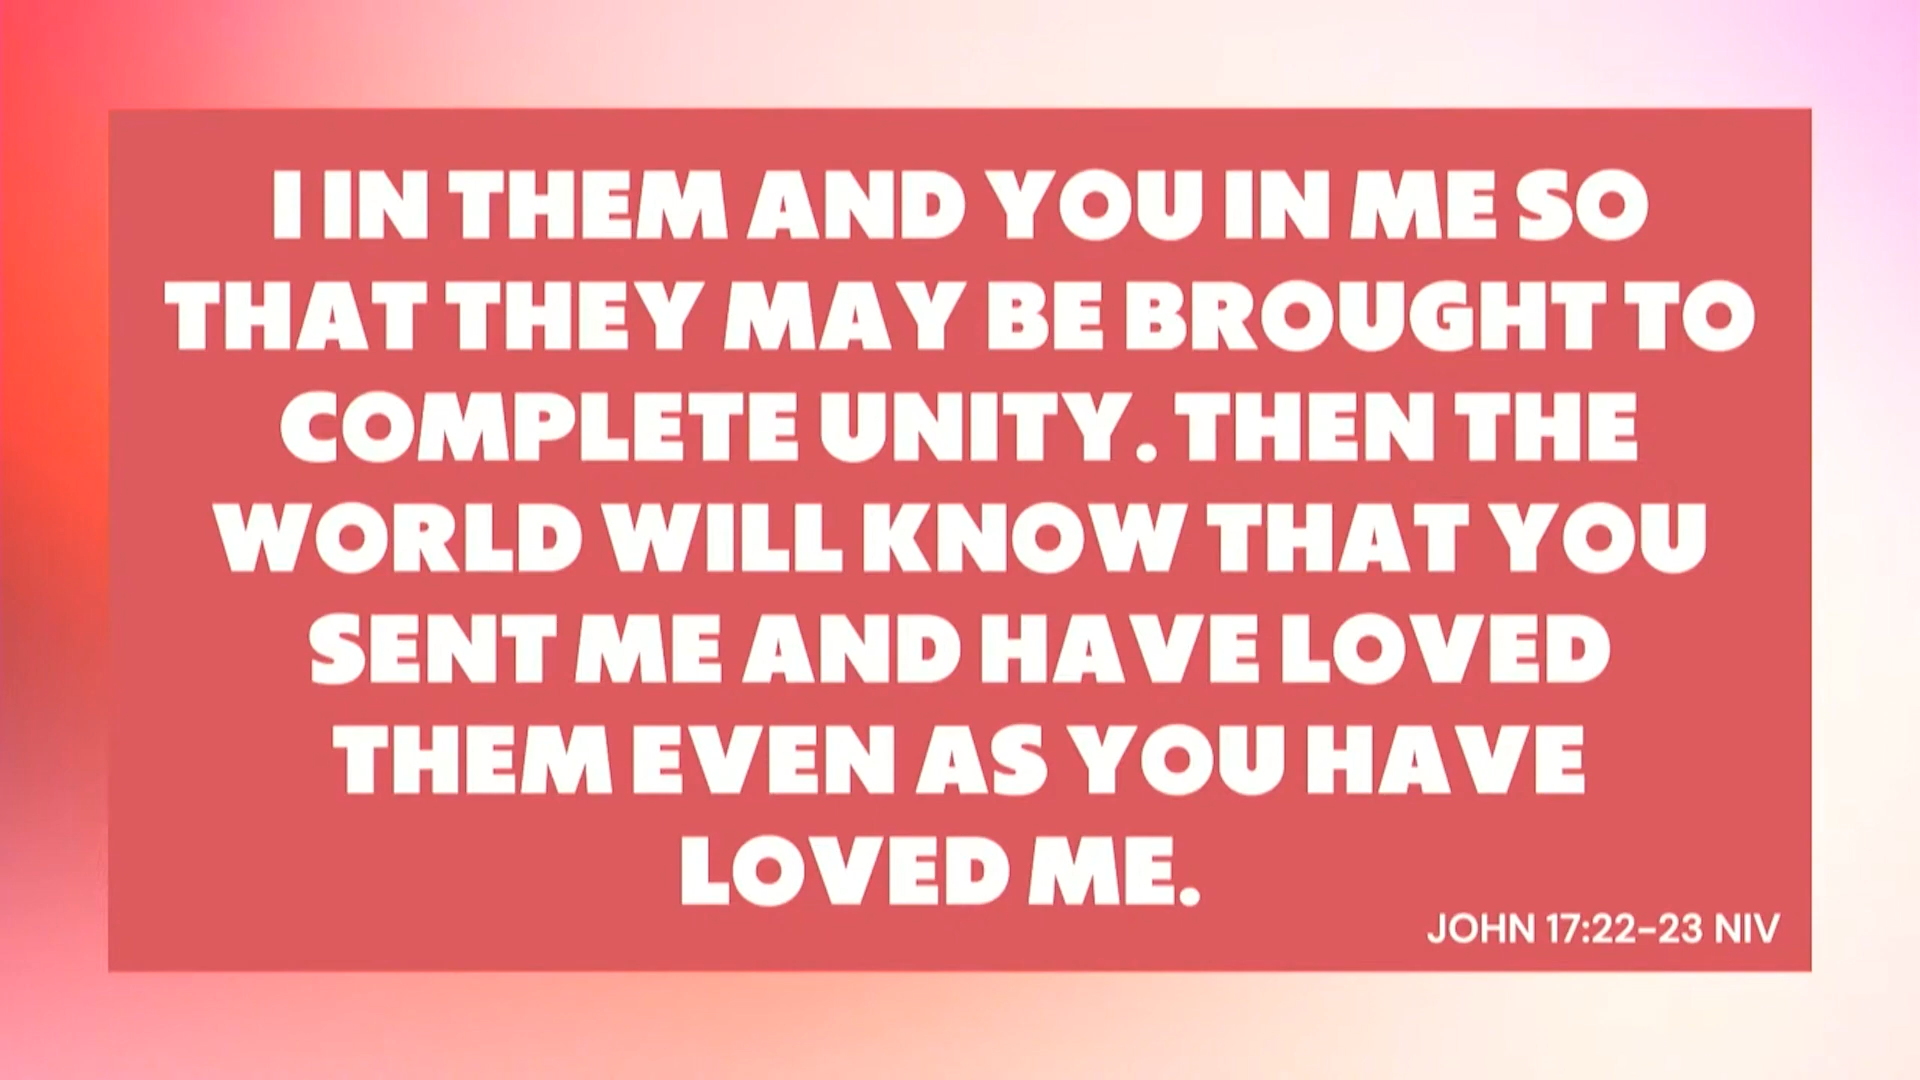 I IN THEM AND YOU IN ME SO
THAT THEY MAY BE BROUGHT TO
COMPLETE UNITY. THEN THE
WORLD WILL KNOW THAT YOU
SENT ME AND HAVE LOVED
THEM EVEN AS YOU HAVE
LOVED ME.
JOHN 17:22–23 NIV